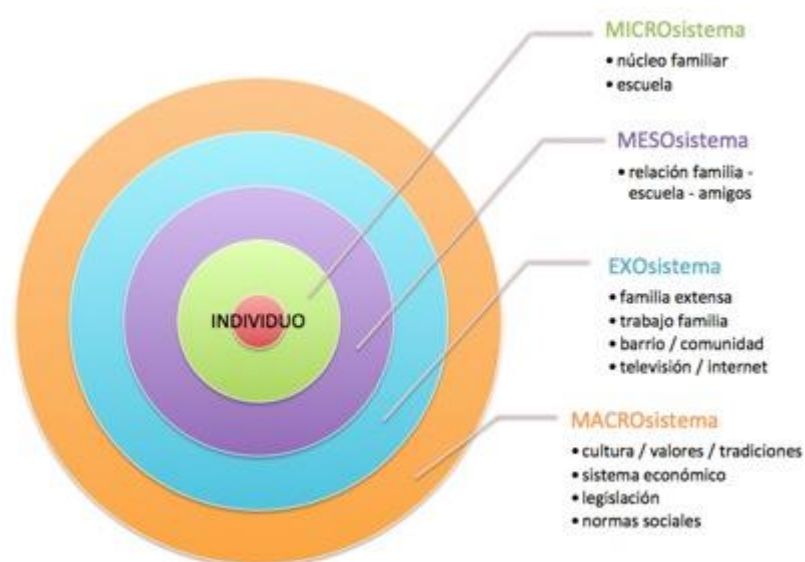 MICROsistema
• núcleo familiar
• escuela
MESOsistema
• relación familia -
escuela - amigos
EXOsistema
• familia extensa
• trabajo familia
• barrio / comunidad
• televisión / internet
MACROsistema
• cultura / valores / tradiciones
• sistema económico
• legislación
• normas sociales
INDIVIDUO